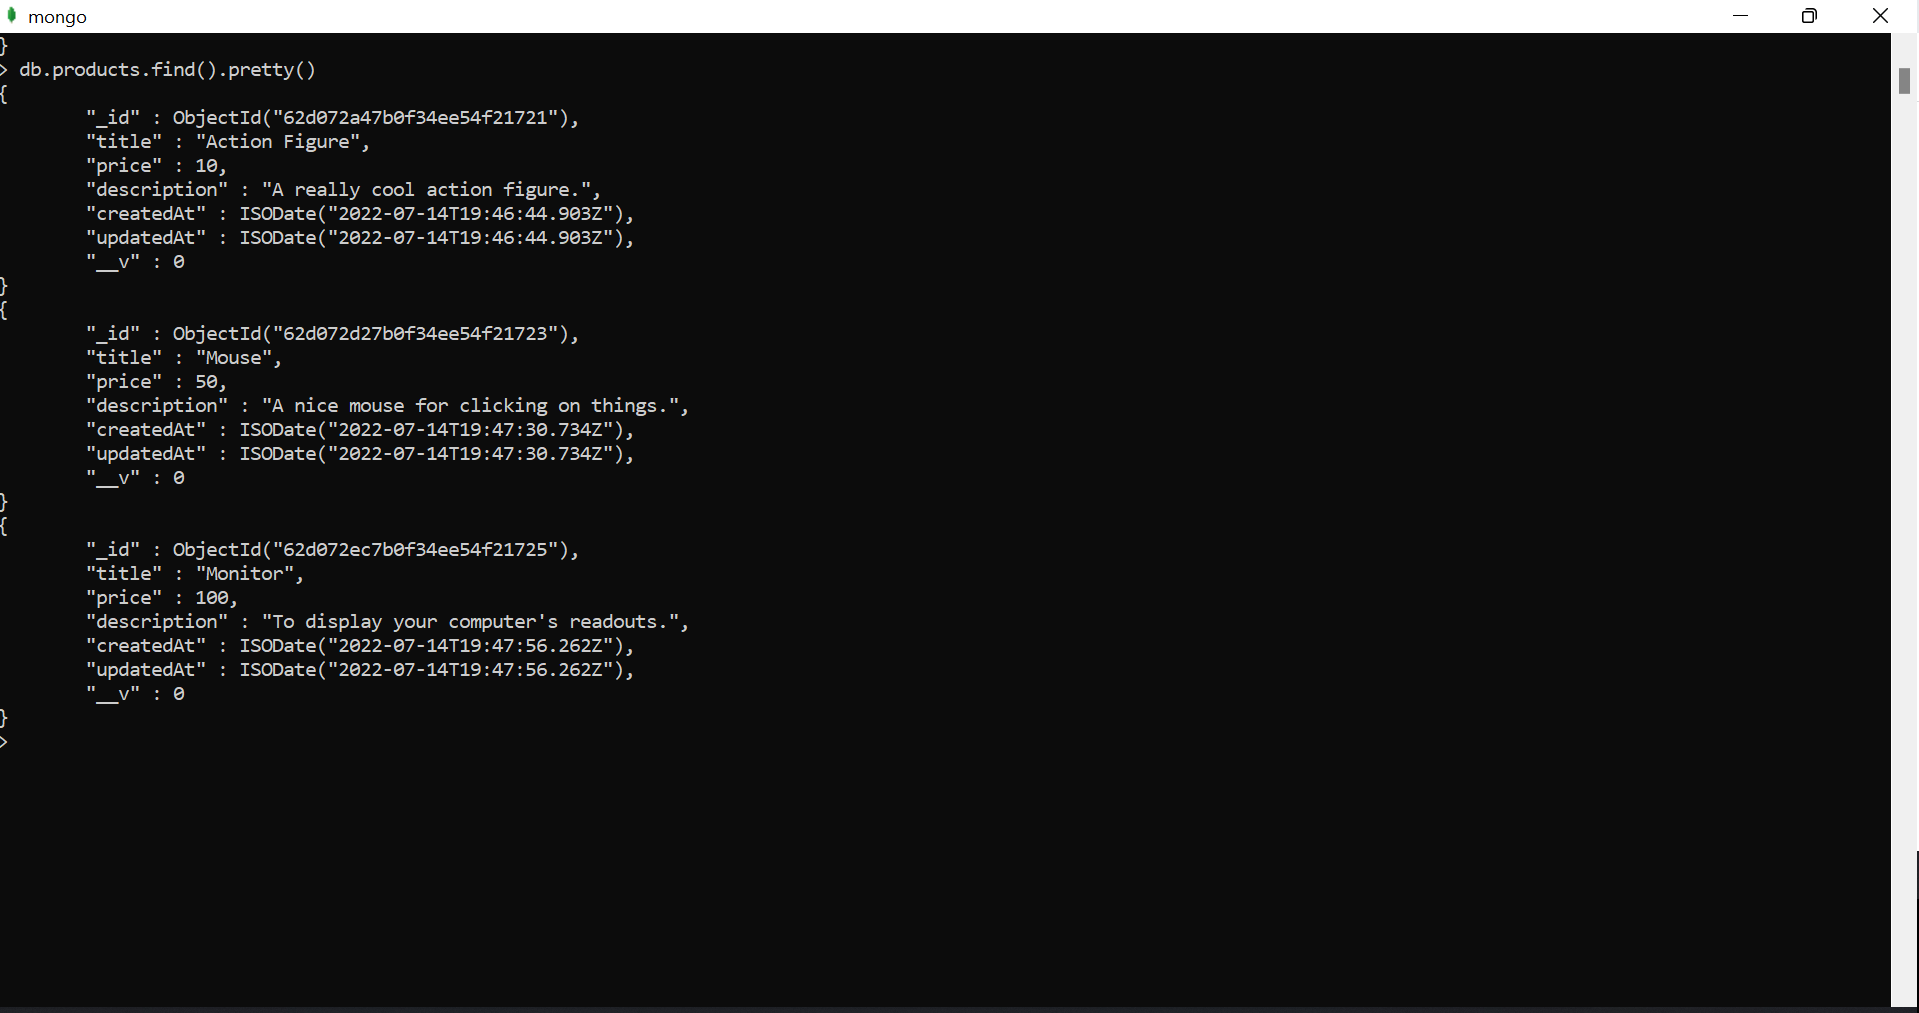 mongo
}
> db.products.find().pretty()
{
        "_id" : ObjectId("62d072a47b0f34ee54f21721"),
        "title" : "Action Figure",
        "price" : 10,
        "description" : "A really cool action figure.",
        "createdAt" : ISODate("2022-07-14T19:46:44.903Z"),
        "updatedAt" : ISODate("2022-07-14T19:46:44.903Z"),
        "__v" : 0
}
{
        "_id" : ObjectId("62d072d27b0f34ee54f21723"),
        "title" : "Mouse",
        "price" : 50,
        "description" : "A nice mouse for clicking on things.",
        "createdAt" : ISODate("2022-07-14T19:47:30.734Z"),
        "updatedAt" : ISODate("2022-07-14T19:47:30.734Z"),
        "__v" : 0
}
{
        "_id" : ObjectId("62d072ec7b0f34ee54f21725"),
        "title" : "Monitor",
        "price" : 100,
        "description" : "To display your computer's readouts.",
        "createdAt" : ISODate("2022-07-14T19:47:56.262Z"),
        "updatedAt" : ISODate("2022-07-14T19:47:56.262Z"),
        "__v" : 0
}
>